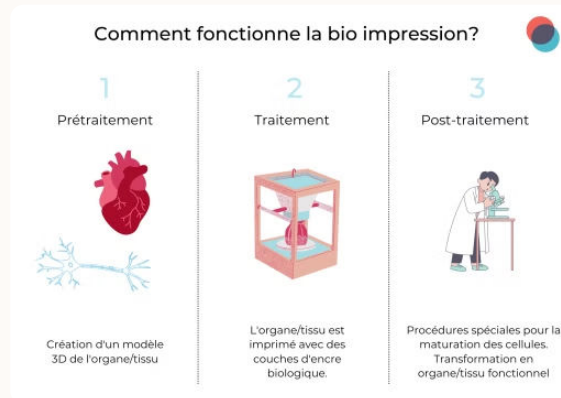 Comment fonctionne la bio impression?
1
Prétraitement
Création d'un modèle
3D de l'organe/tissu
2
Traitement
L'organe/tissu est
imprimé avec des
couches d'encre
biologique.
3
Post-traitement
Procédures spéciales pour la
maturation des cellules.
Transformation en
organe/tissu fonctionnel